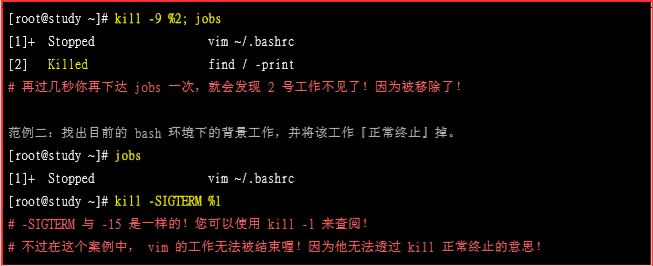 [root@study ~]# kill -9 %2; jobs
[1]+  Stopped                 vim ~/.bashrc
[2]   Killed                  find / -print
# 再过几秒你再下达 jobs 一次，就会发现 2 号工作不见了！因为被移除了！
范例二：找出目前的 bash 环境下的背景工作，并将该工作『正常终止』掉。
[root@study ~]# jobs
[1]+  Stopped                 vim ~/.bashrc
[root@study ~]# kill -SIGTERM %1
# -SIGTERM 与 -15 是一样的！您可以使用 kill -l 来查阅！
# 不过在这个案例中， vim 的工作无法被结束喔！因为他无法透过 kill 正常终止的意思！